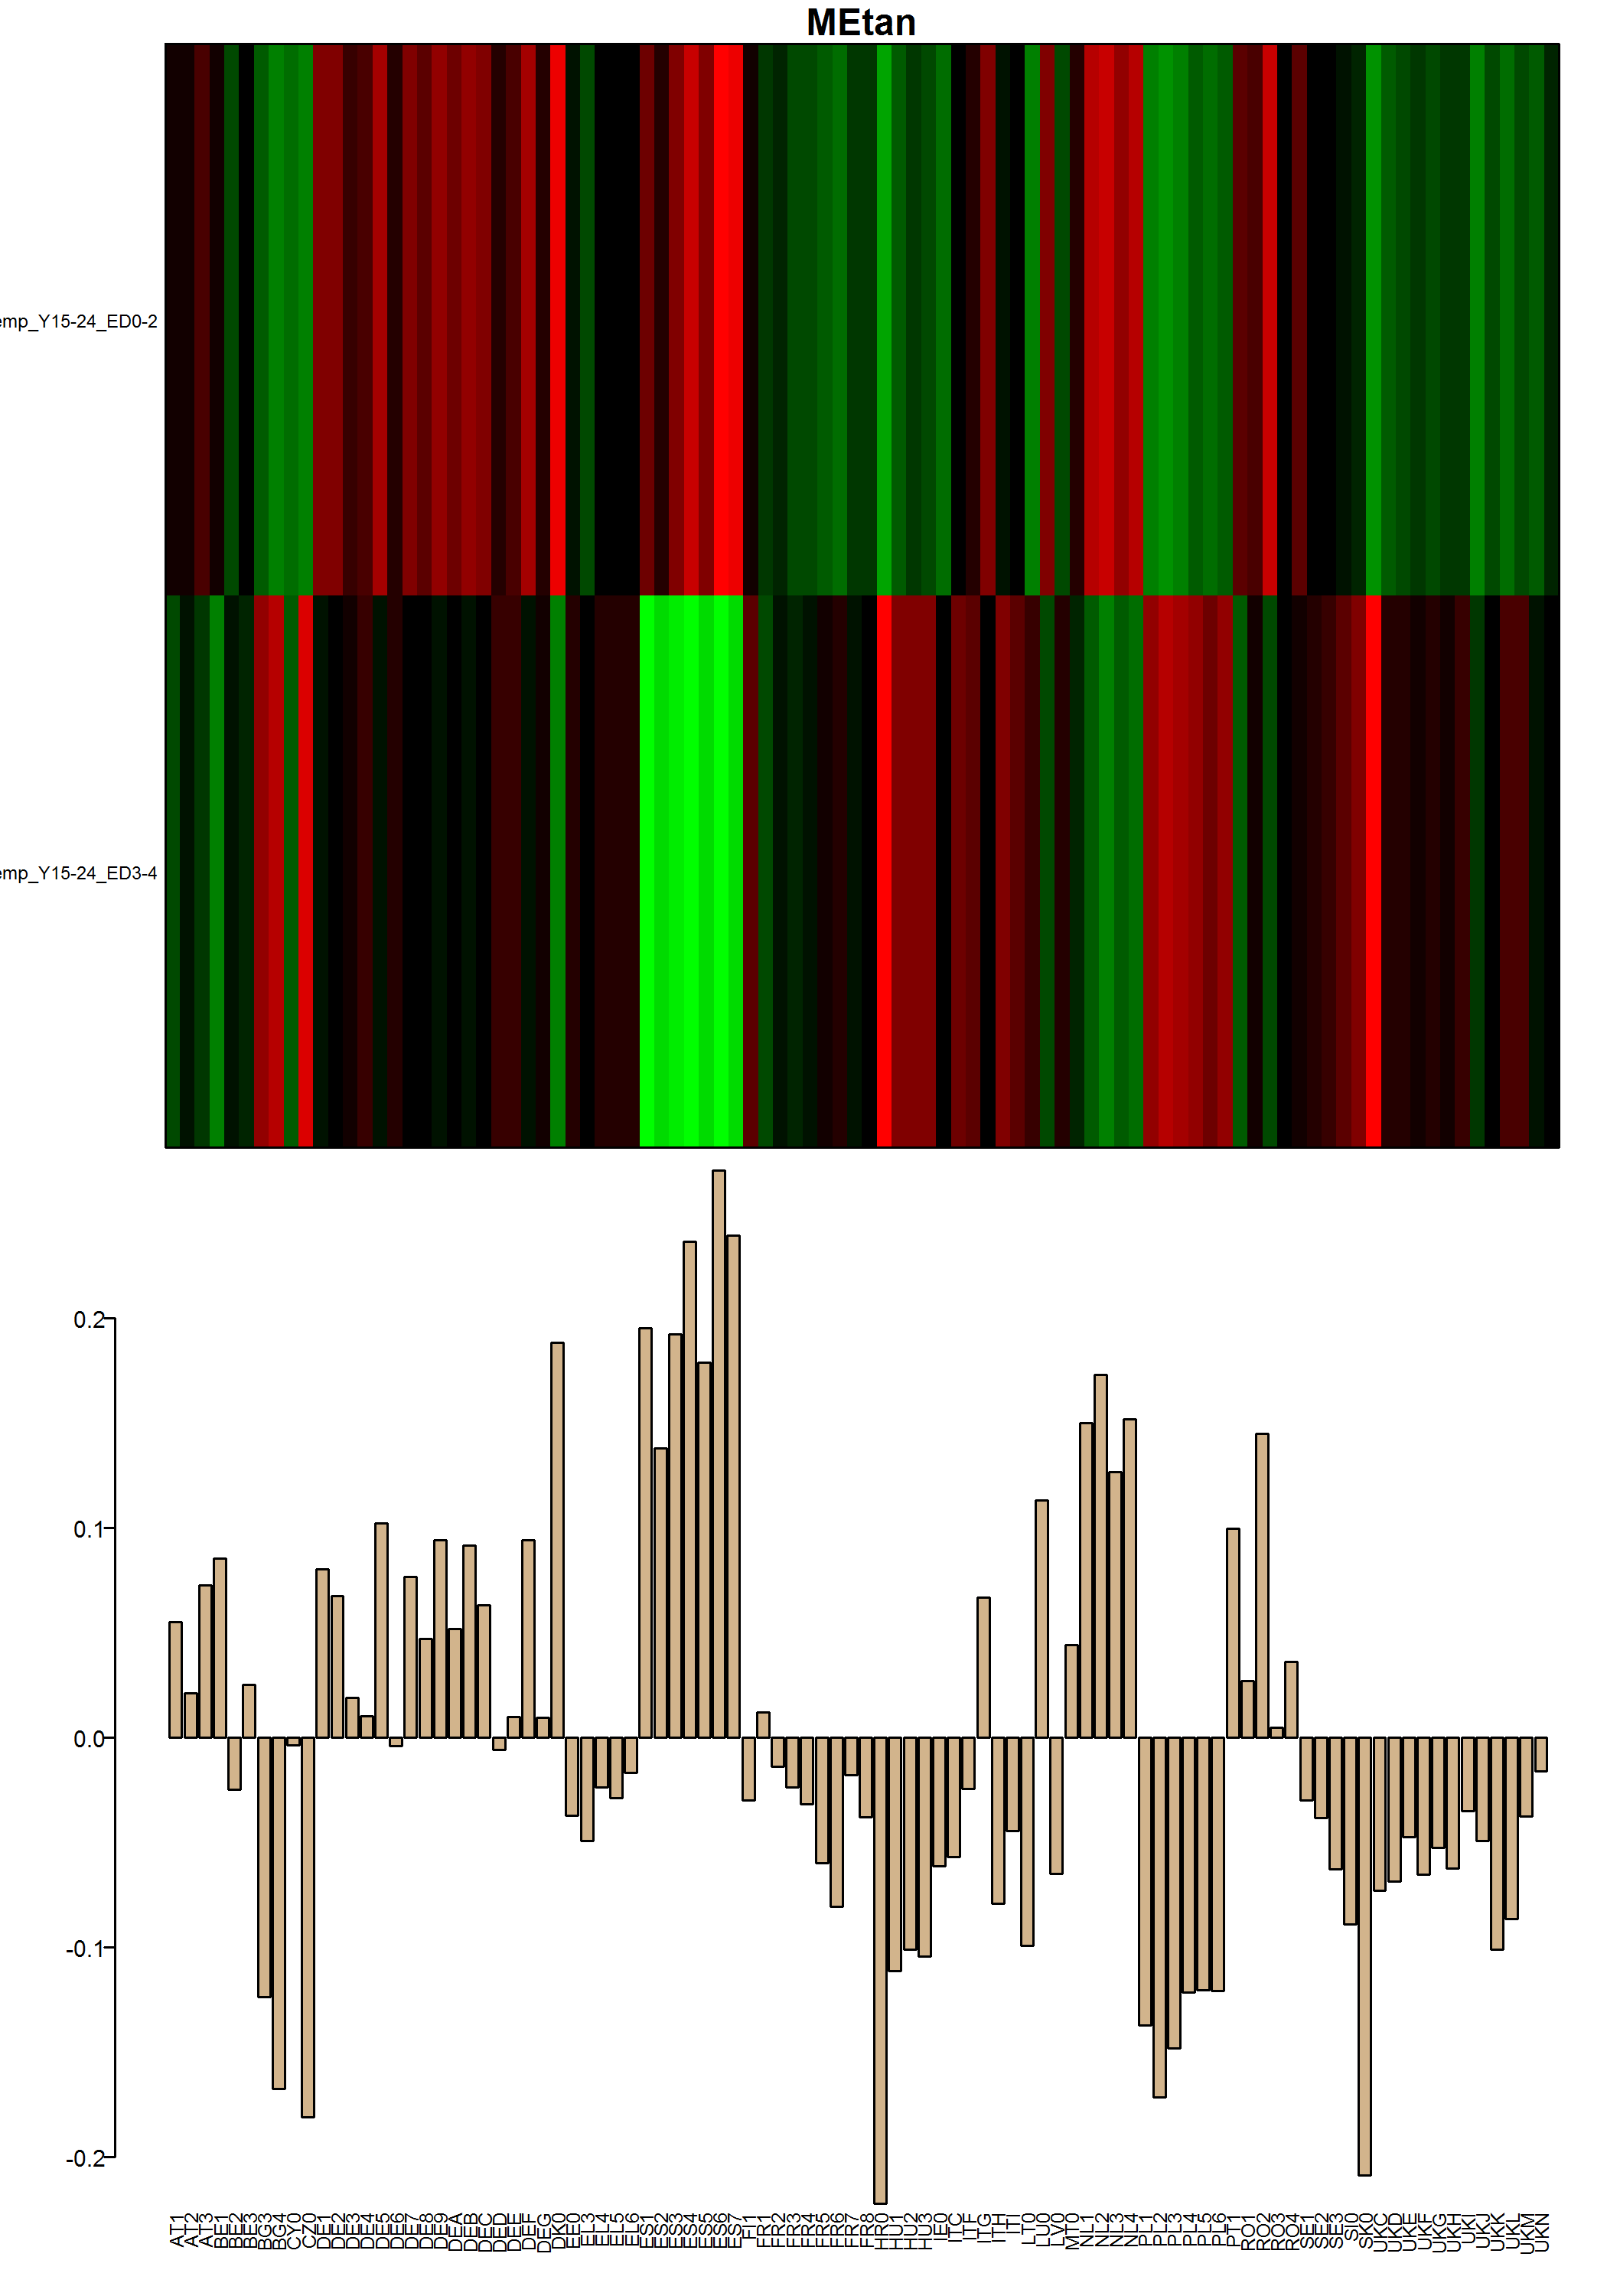 MEtan
emp_Y15-24_ED0-2
emp_Y15-24_ED3-4
0.2
0.1
0.0
-0.1
-0.2
AT1
AT2
AT3
BE1
BE2
BE3
BG3
BG4
CY0
CZ0
DE1
DE2
DE3
DE4
DE5
DE6
DE7
DE8
DE9
DEA
DEB
DEC
DED
DEE
DEF
DEG
DK0
EE0
EL3
EL4
EL5
EL6
ES1
ES2
ES3
ES4
ES5
ES6
ES7
FI1
FR1
FR2
FR3
FR4
FR5
FR6
FR7
FR8
HR0
HU1
HU2
HU3
IE0
ITC
ITF
ITG
ITH
ITI
LT0
LU0
LV0
MT0
NL1
NL2
NL3
NL4
PL1
PL2
PL3
PL4
PL5
PL6
PT1
RO1
RO2
RO3
RO4
SE1
SE2
SE3
SI0
SK0
UKC
UKD
UKE
UKF
UKG
UKH
UKI
UKJ
UKK
UKL
UKM
UKN